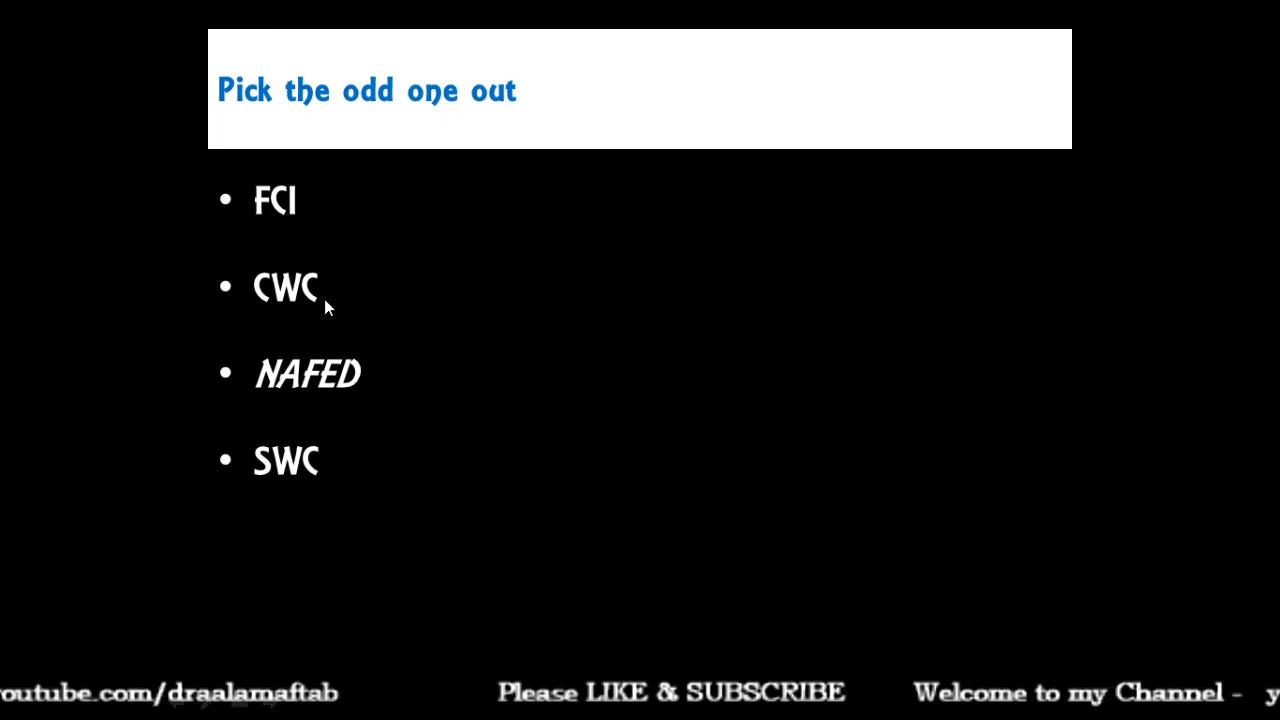 Pick the odd one out
• FCI
• CWC
• NAFED
• SWC
outube.com/draalamaftab Please LIKE & SUBSCRIBE Welcome to my Channel - y